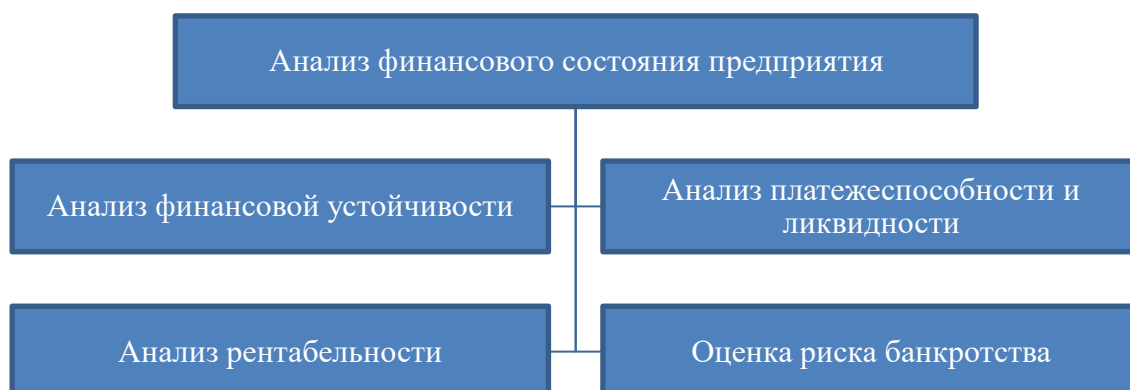 Анализ финансового состояния предприятия
Анализ финансовой устойчивости
Анализ платежеспособности и
ликвидности
Анализ рентабельности
Оценка риска банкротства